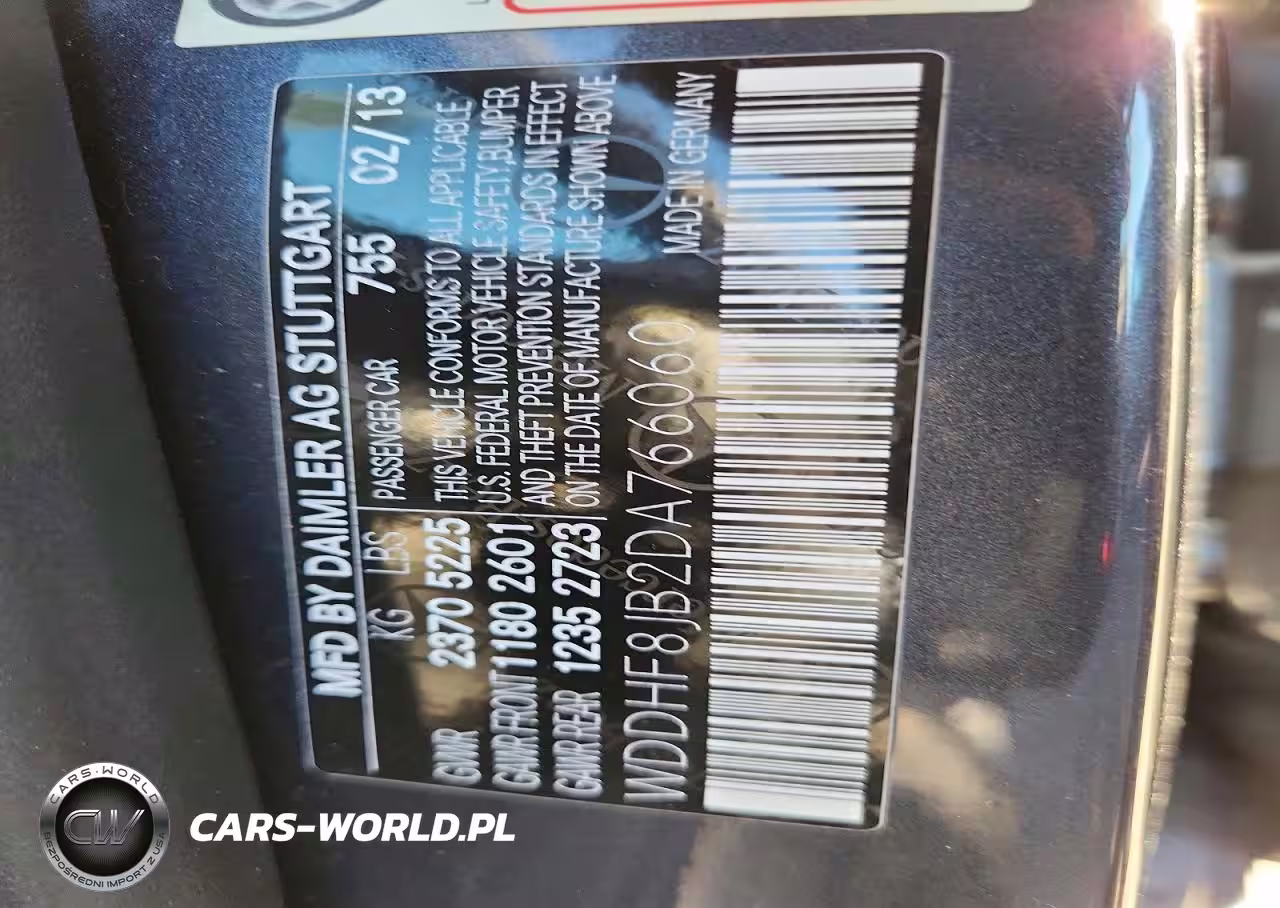 MFD BY DAIMLER AG STUTTGART
KG LBS PASSENGER CAR 755 02/13
GVWR 2370 5225 THIS VEHICLE CONFORMS TO ALL APPLICABLE
GAWR FRONT 1180 2601 U.S. FEDERAL MOTOR VEHICLE SAFETY, BUMPER
AND THEFT PREVENTION STANDARDS IN EFFECT
GAWR REAR 1235 2723 ON THE DATE OF MANUFACTURE SHOWN ABOVE
WDDHF8JB2DA766060 MADE IN GERMANY
CARS-WORLD
CW
BEZPOŚREDNI IMPORT Z USA
CARS-WORLD.PL